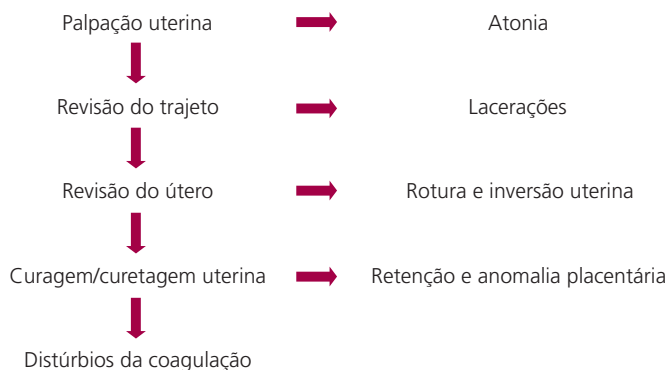 Palpação uterina
Atonia
Revisão do trajeto
Lacerações
Revisão do útero
Rotura e inversão uterina
Curagem/curetagem uterina
Retenção e anomalia placentária
Distúrbios da coagulação